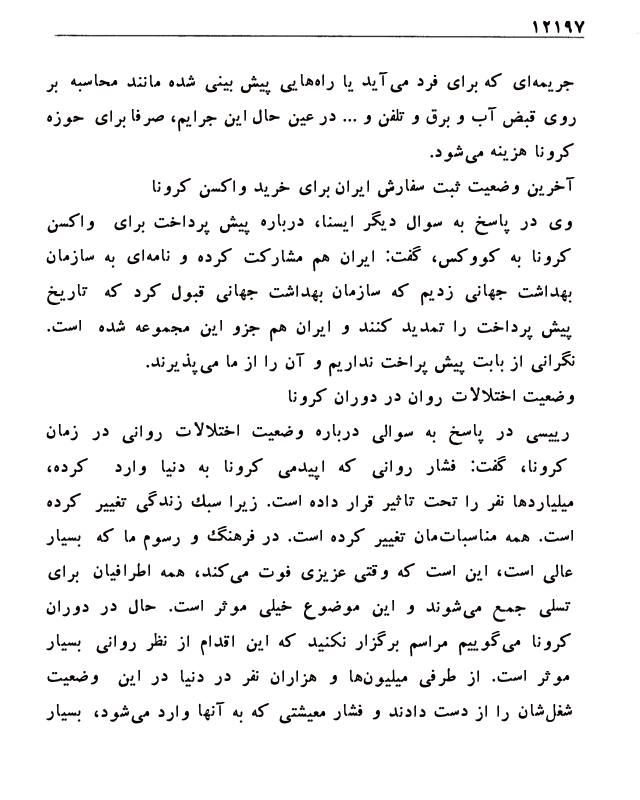 ۱۲۱۹۷
جریمه‌ای که برای فرد می‌آید یا راه‌هایی پیش بینی شده مانند محاسبه بر
روی قبض آب و برق و تلفن و ... در عین حال این جرایم، صرفا برای حوزه
کرونا هزینه می‌شود.
آخرین وضعیت ثبت سفارش ایران برای خرید واکسن کرونا
وی در پاسخ به سوال دیگر ایسنا، درباره پیش پرداخت برای واکسن
کرونا به کووکس، گفت: ایران هم مشارکت کرده و نامه‌ای به سازمان
بهداشت جهانی زدیم که سازمان بهداشت جهانی قبول کرد که تاریخ
پیش پرداخت را تمدید کنند و ایران هم جزو این مجموعه شده است.
نگرانی از بابت پیش پراخت نداریم و آن را از ما می‌پذیرند.
وضعیت اختلالات روان در دوران کرونا
رییسی در پاسخ به سوالی درباره وضعیت اختلالات روانی در زمان
کرونا، گفت: فشار روانی که اپیدمی کرونا به دنیا وارد کرده،
میلیاردها نفر را تحت تاثیر قرار داده است. زیرا سبک زندگی تغییر کرده
است. همه مناسبات‌مان تغییر کرده است. در فرهنگ و رسوم ما که بسیار
عالی است، این است که وقتی عزیزی فوت می‌کند، همه اطرافیان برای
تسلی جمع می‌شوند و این موضوع خیلی موثر است. حال در دوران
کرونا می‌گوییم مراسم برگزار نکنید که این اقدام از نظر روانی بسیار
موثر است. از طرفی میلیون‌ها و هزاران نفر در دنیا در این وضعیت
شغل‌شان را از دست دادند و فشار معیشتی که به آنها وارد می‌شود، بسیار